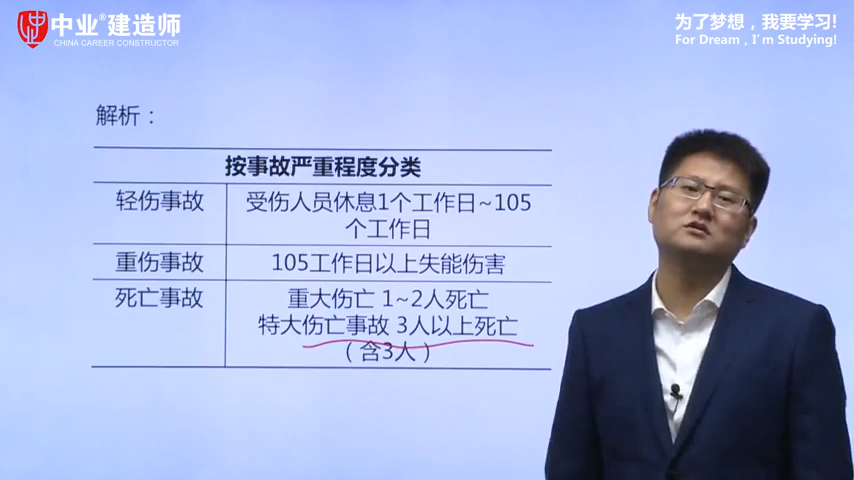 中业®建造师
CHINA CAREER CONSTRUCTOR
为了梦想，我要学习!
For Dream , I'm Studying!
解析：
按事故严重程度分类
轻伤事故
受伤人员休息1个工作日~105
个工作日
重伤事故
105工作日以上失能伤害
死亡事故
重大伤亡 1~2人死亡
特大伤亡事故 3人以上死亡
（含3人）